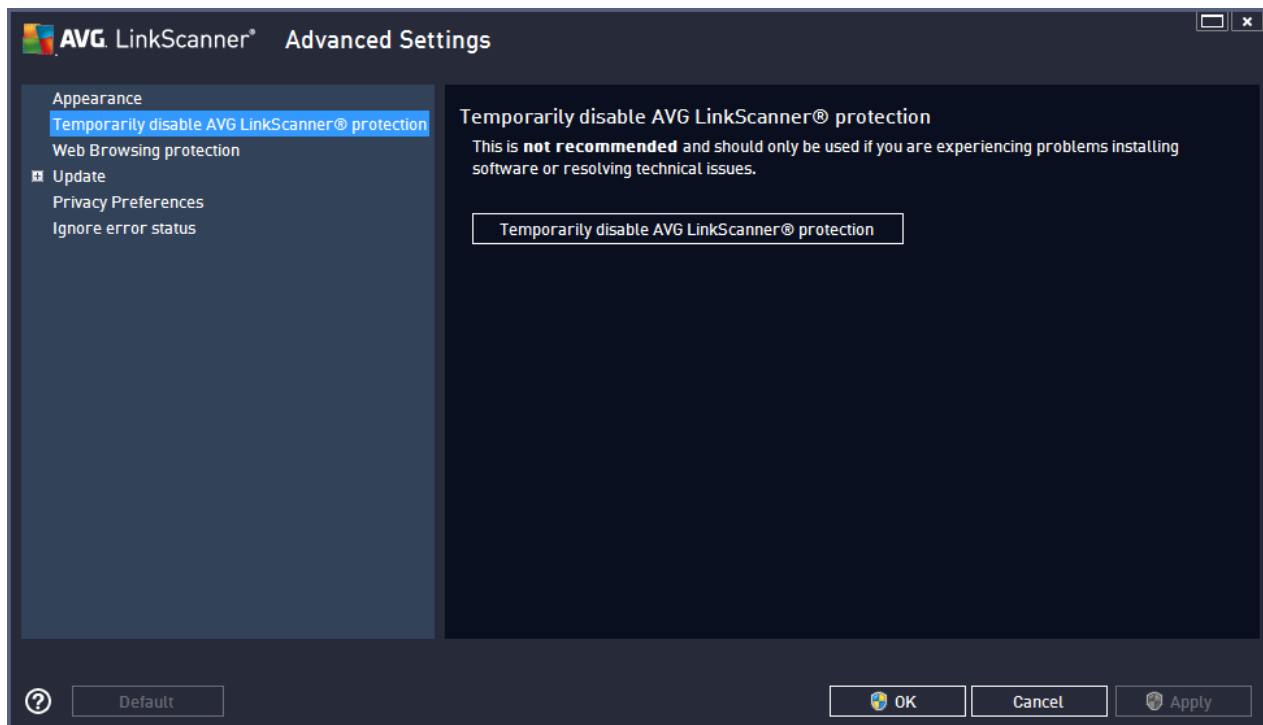 AVG. LinkScanner® Advanced Settings
Appearance
Temporarily disable AVG LinkScanner® protection
Web Browsing protection
Update
Privacy Preferences
Ignore error status
Temporarily disable AVG LinkScanner® protection
This is not recommended and should only be used if you are experiencing problems installing
software or resolving technical issues.
Temporarily disable AVG LinkScanner® protection
Default
OK
Cancel
Apply